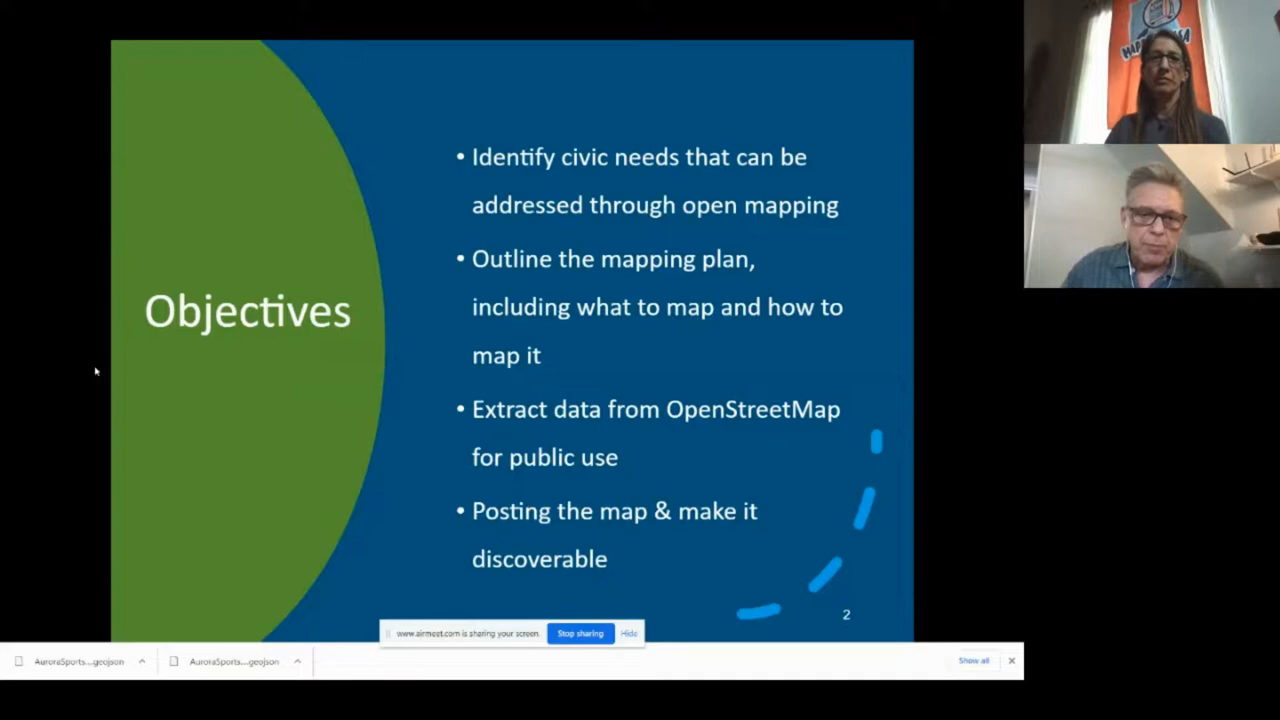 Objectives
• Identify civic needs that can be
addressed through open mapping
• Outline the mapping plan,
including what to map and how to
map it
• Extract data from OpenStreetMap
for public use
• Posting the map & make it
discoverable
2
www.airmeet.com is sharing your screen.
Stop sharing
Hide
AuroraSports....geojson
AuroraSports....geojson
Show all